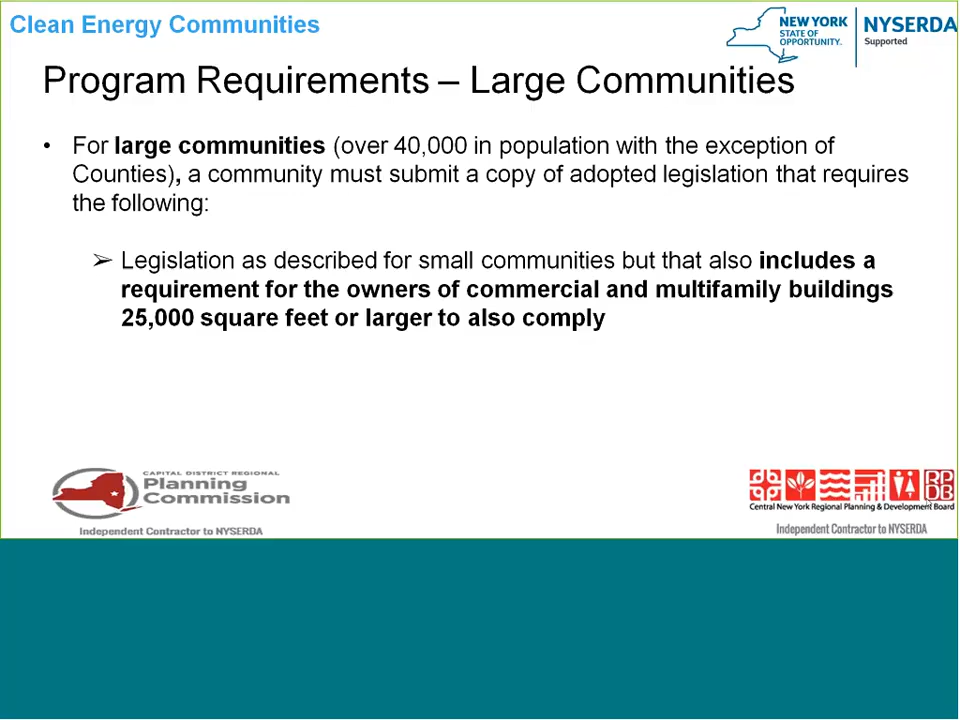 Clean Energy Communities
NEW YORK
STATE OF
OPPORTUNITY.
NYSERDA
Supported
Program Requirements – Large Communities
• For large communities (over 40,000 in population with the exception of
Counties), a community must submit a copy of adopted legislation that requires
the following:
➢ Legislation as described for small communities but that also includes a
requirement for the owners of commercial and multifamily buildings
25,000 square feet or larger to also comply
CAPITAL DISTRICT REGIONAL
Planning
Commission
Independent Contractor to NYSERDA
RP
DB
Central New York Regional Planning & Development Board
Independent Contractor to NYSERDA